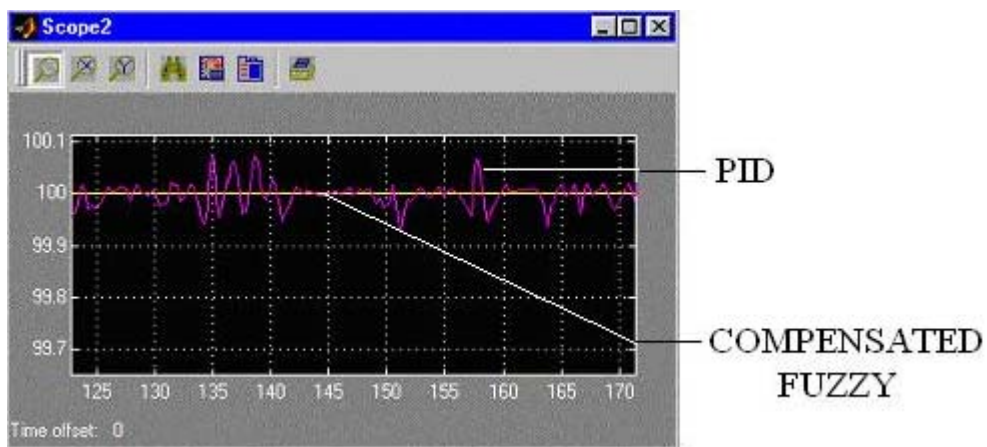 Scope2
100.1
100
99.9
99.8
99.7
125 130 135 140 145 150 155 160 165 170
Time offset: 0
PID
COMPENSATED
FUZZY